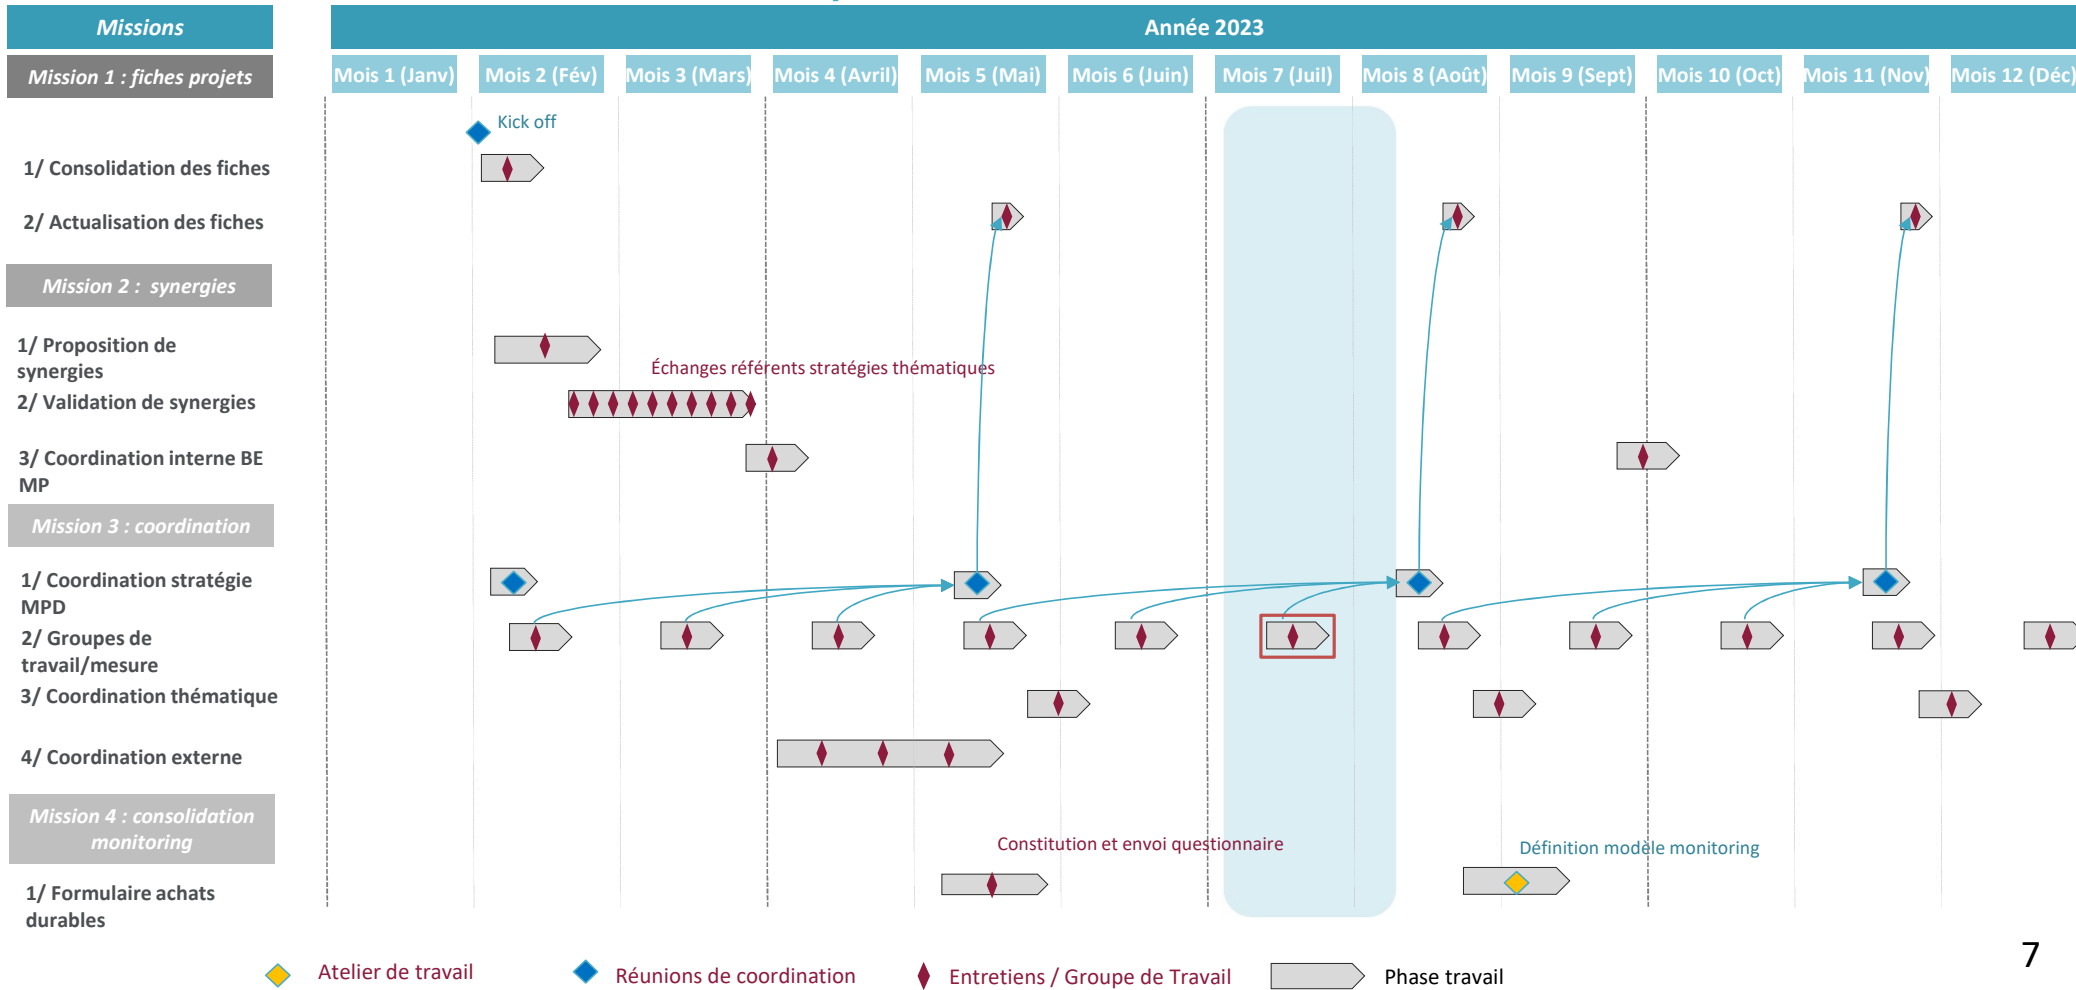 Missions
Année 2023
Mission 1 : fiches projets
Mois 1 (Janv)
Mois 2 (Fév)
Mois 3 (Mars)
Mois 4 (Avril)
Mois 5 (Mai)
Mois 6 (Juin)
Mois 7 (Juil)
Mois 8 (Août)
Mois 9 (Sept)
Mois 10 (Oct)
Mois 11 (Nov)
Mois 12 (Déc)
Kick off
1/ Consolidation des fiches
2/ Actualisation des fiches
Mission 2 : synergies
1/ Proposition de
synergies
Échanges référents stratégies thématiques
2/ Validation de synergies
3/ Coordination interne BE
MP
Mission 3 : coordination
1/ Coordination stratégie
MPD
2/ Groupes de
travail/mesure
3/ Coordination thématique
4/ Coordination externe
Mission 4 : consolidation
monitoring
Constitution et envoi questionnaire
Définition modèle monitoring
1/ Formulaire achats
durables
Atelier de travail
Réunions de coordination
Entretiens / Groupe de Travail
Phase travail
7